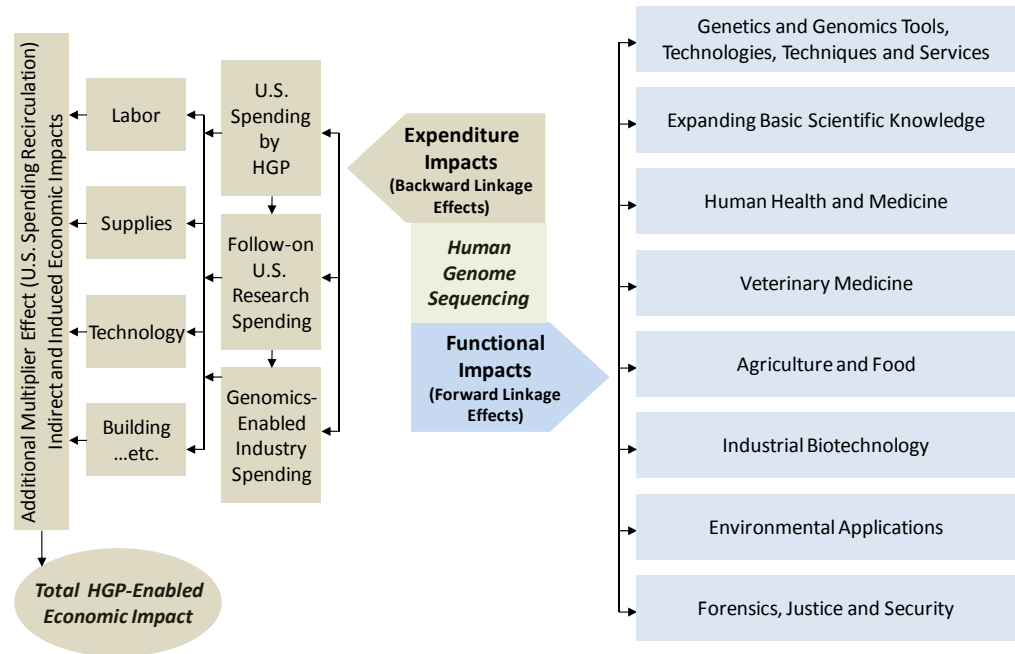 Additional Multiplier Effect (U.S. Spending Recirculation)
Indirect and Induced Economic Impacts
Labor
Supplies
Technology
Building
...etc.
U.S.
Spending
by
HGP
Follow-on
U.S.
Research
Spending
Genomics-
Enabled
Industry
Spending
Total HGP-Enabled
Economic Impact
Expenditure
Impacts
(Backward Linkage
Effects)
Human
Genome
Sequencing
Functional
Impacts
(Forward Linkage
Effects)
Genetics and Genomics Tools,
Technologies, Techniques and Services
Expanding Basic Scientific Knowledge
Human Health and Medicine
Veterinary Medicine
Agriculture and Food
Industrial Biotechnology
Environmental Applications
Forensics, Justice and Security